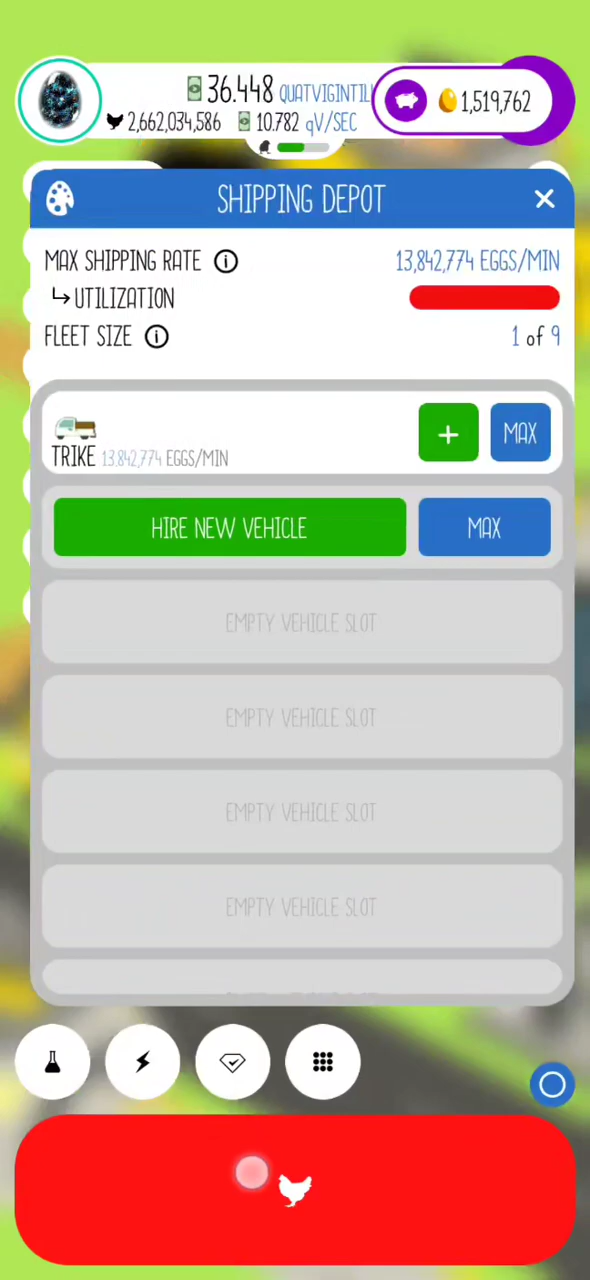 36.448 QUATVIGINTIL
1,519,762
2,662,034,586 10.782 qV/SEC
SHIPPING DEPOT
MAX SHIPPING RATE 13,842,774 EGGS/MIN
UTILIZATION
FLEET SIZE 1 of 9
TRIKE 13,842,774 EGGS/MIN
+ MAX
HIRE NEW VEHICLE MAX
EMPTY VEHICLE SLOT
EMPTY VEHICLE SLOT
EMPTY VEHICLE SLOT
EMPTY VEHICLE SLOT